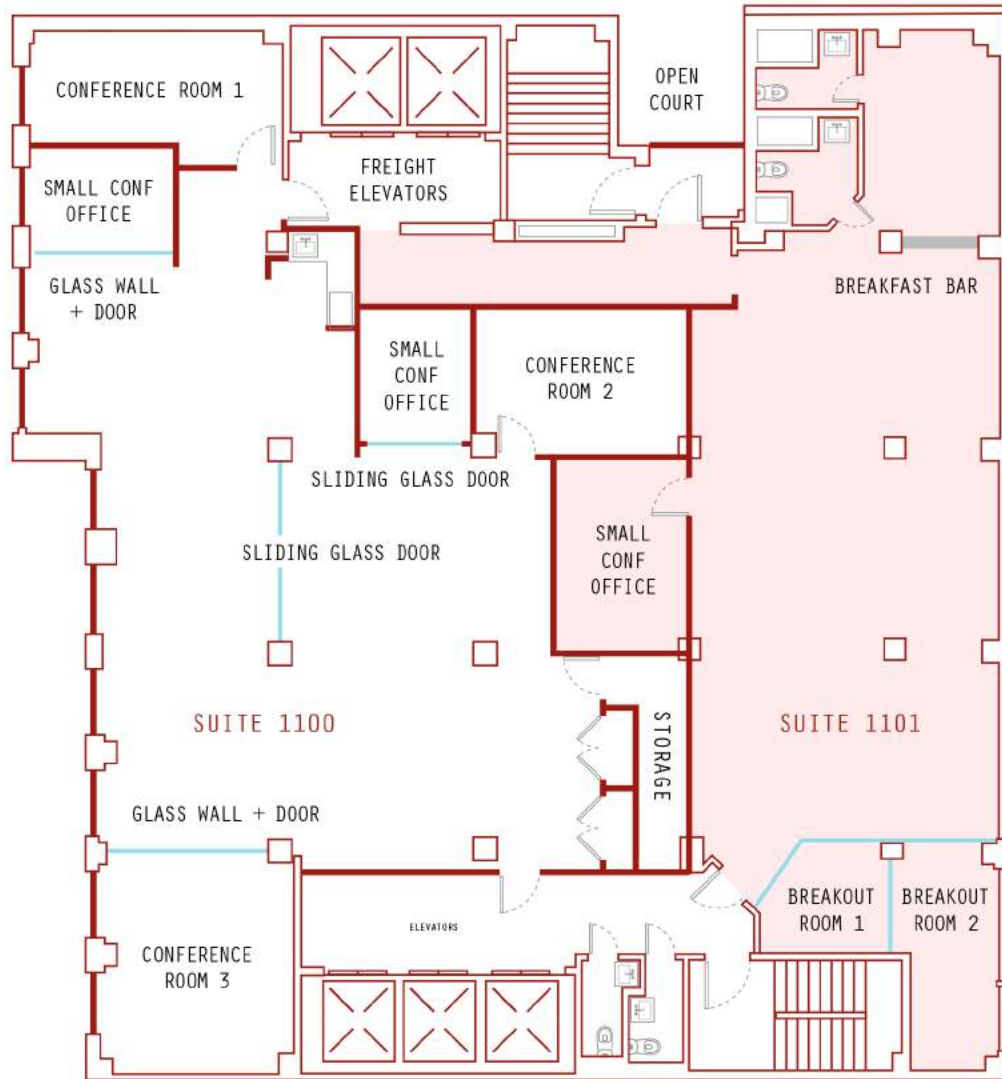 CONFERENCE ROOM 1
OPEN
COURT
FREIGHT
ELEVATORS
SMALL CONF
OFFICE
GLASS WALL
+ DOOR
BREAKFAST BAR
SMALL
CONF
OFFICE
CONFERENCE
ROOM 2
SLIDING GLASS DOOR
SLIDING GLASS DOOR
SMALL
CONF
OFFICE
SUITE 1100
STORAGE
SUITE 1101
GLASS WALL + DOOR
BREAKOUT
ROOM 1
BREAKOUT
ROOM 2
ELEVATORS
CONFERENCE
ROOM 3